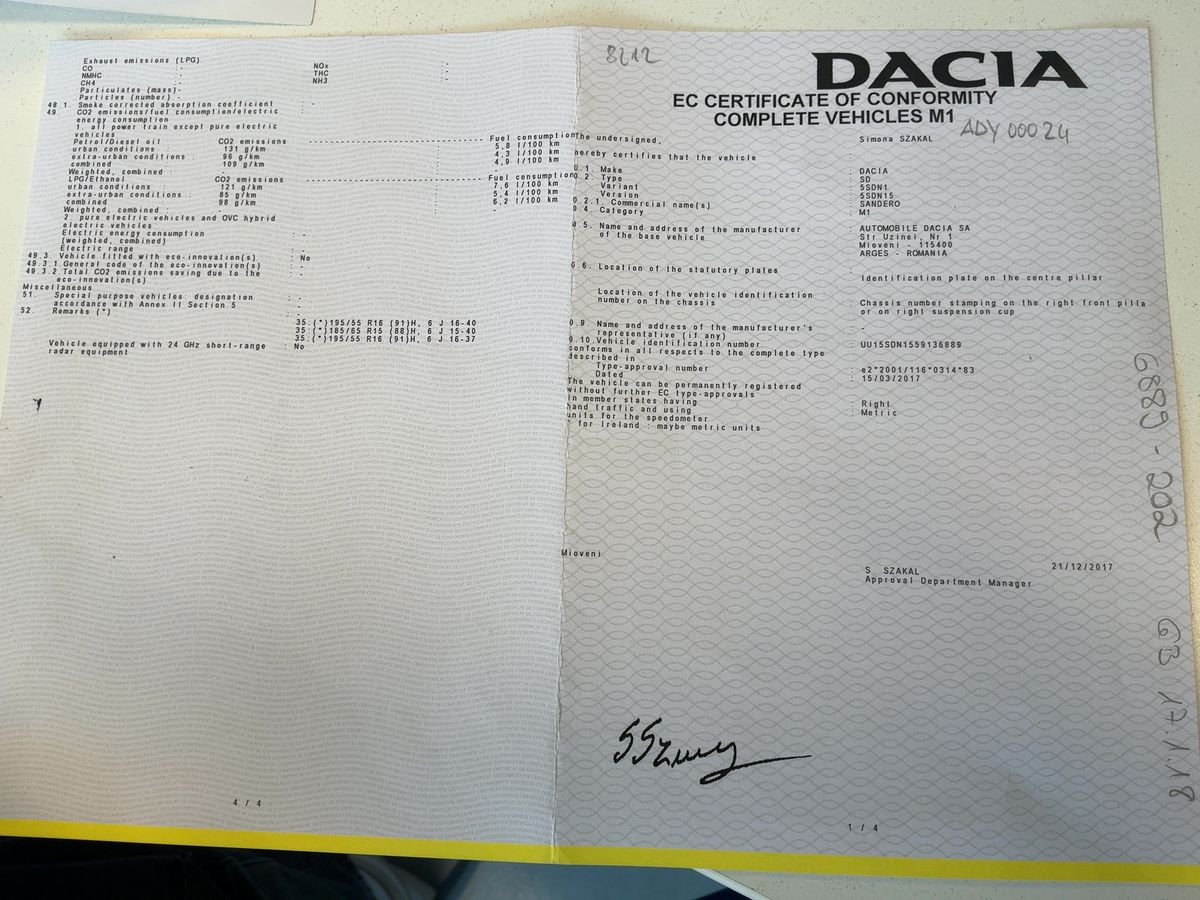 Exhaust emissions (LPG)
CO : NOx :
NMHC : THC :
CH4 : NH3 :
Particulates (mass)-
Particles (number) -
48.1. Smoke corrected absorption coefficient : -
49. CO2 emissions/fuel consumption/electric :
energy consumption
1. all power train except pure electric
vehicles
Petrol/Diesel oil CO2 emissions Fuel consumption
urban conditions : 131 g/km 5,8 l/100 km
extra-urban conditions : 96 g/km 4,3 l/100 km
combined : 109 g/km 4,9 l/100 km
Weighted, combined : -
LPG/Ethanol CO2 emissions Fuel consumption
urban conditions 121 g/km 7,6 l/100 km
extra-urban conditions 85 g/km 5,4 l/100 km
combined 98 g/km 6,2 l/100 km
Weighted, combined : -
2. pure electric vehicles and OVC hybrid
electric vehicles
Electric energy consumption : -
(weighted, combined)
Electric range : -
49.3. Vehicle fitted with eco-innovation(s) : No
49.3.1.General code of the eco-innovation(s) : -
49.3.2.Total CO2 emissions saving due to the : -
eco-innovation(s)
Miscellaneous
51. Special purpose vehicles: designation : -
accordance with Annex II Section 5
52. Remarks (*) : -
35:(*)195/55 R16 (91)H, 6 J 16-40
35:(*)185/65 R15 (88)H, 6 J 15-40
35:(*)195/55 R16 (91)H, 6 J 16-37
Vehicle equipped with 24 GHz short-range : No
radar equipment
4 / 4
8212
DACIA
EC CERTIFICATE OF CONFORMITY
COMPLETE VEHICLES M1
ADY 00024
The undersigned, Simona SZAKAL
hereby certifies that the vehicle
0.1. Make : DACIA
0.2. Type : SD
Variant : 5SDN1
Version : 5SDN15
0.2.1. Commercial name(s) : SANDERO
0.4. Category : M1
0.5. Name and address of the manufacturer : AUTOMOBILE DACIA SA
of the base vehicle Str Uzinei, Nr 1
Mioveni - 115400
ARGES - ROMANIA
0.6. Location of the statutory plates : Identification plate on the centre pillar
Location of the vehicle identification : Chassis number stamping on the right front pilla
number on the chassis or on right suspension cup
0.9. Name and address of the manufacturer's : -
representative (if any)
0.10.Vehicle identification number : UU15SDN1559136889
conforms in all respects to the complete type
described in
Type-approval number : e2*2001/116*0314*83
Dated : 15/03/2017
The vehicle can be permanently registered
without further EC type-approvals
in member states having : Right
hand traffic and using : Metric
units for the speedometer
* for Ireland : maybe metric units
6889 - 202
Mioveni
S. SZAKAL 21/12/2017
Approval Department Manager
GB 17.1.18
1 / 4